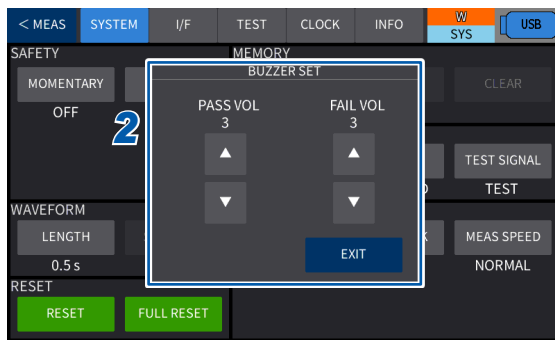 < MEAS SYSTEM I/F TEST CLOCK INFO W SYS USB
SAFETY MEMORY
BUZZER SET
MOMENTARY CLEAR
OFF
2
PASS VOL FAIL VOL
3 3
TEST SIGNAL
TEST
WAVEFORM
LENGTH MEAS SPEED
0.5 s NORMAL
EXIT
RESET
RESET FULL RESET